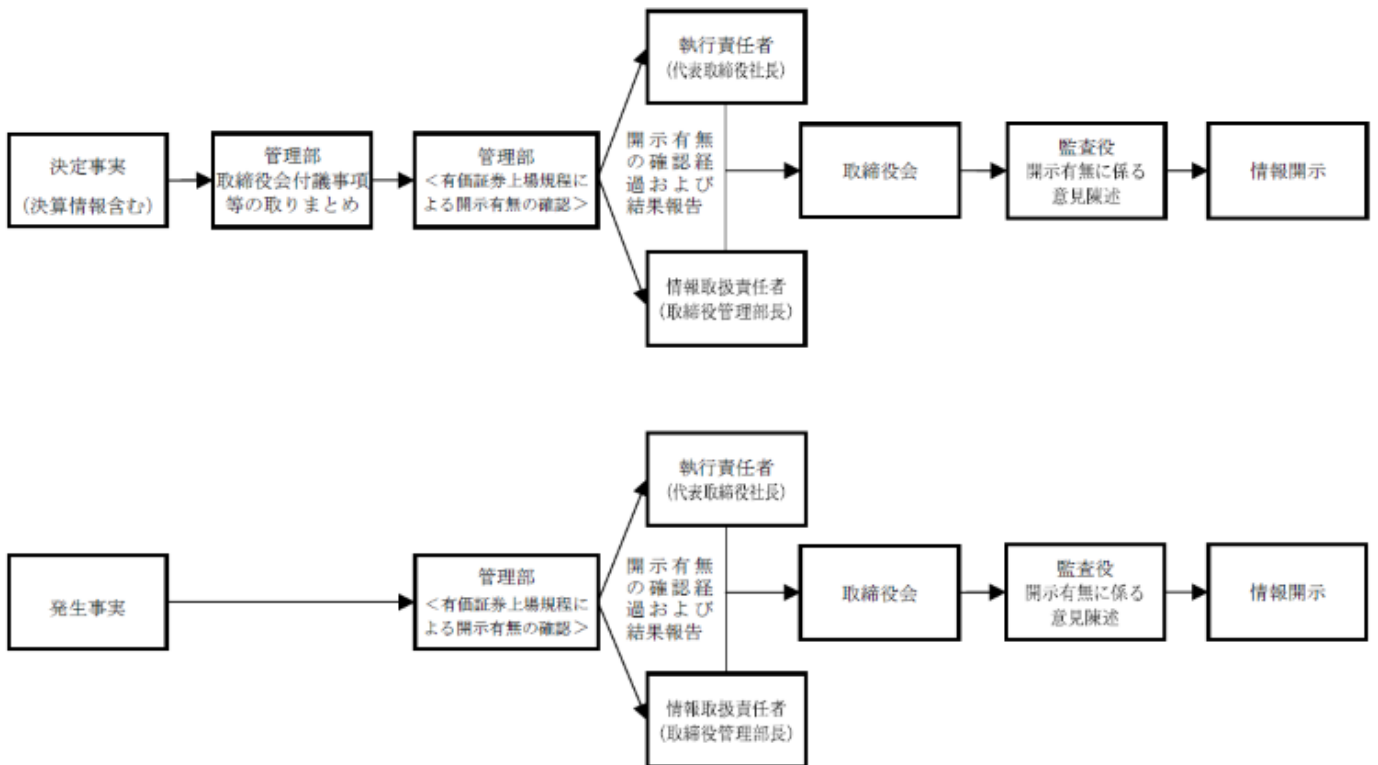 決定事実
(決算情報含む)
管理部
取締役会付議事項
等の取りまとめ
管理部
<有価証券上場規程に
よる開示有無の確認>
執行責任者
(代表取締役社長)
開示有無
の確認経
過および
結果報告
情報取扱責任者
(取締役管理部長)
取締役会
監査役
開示有無に係る
意見陳述
情報開示
発生事実
管理部
<有価証券上場規程に
よる開示有無の確認>
執行責任者
(代表取締役社長)
開示有無
の確認経
過および
結果報告
情報取扱責任者
(取締役管理部長)
取締役会
監査役
開示有無に係る
意見陳述
情報開示